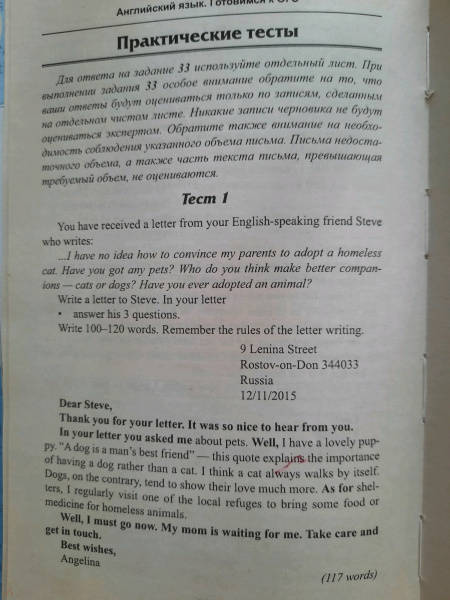 Английский язык. Готовимся к
Практические тесты
Для ответа на задание 33 используйте отдельный лист. При
выполнении задания 33 особое внимание обратите на то, что
ваши ответы будут оцениваться только по записям, сделанным
на отдельном чистом листе. Никакие записи черновика не будут
оцениваться экспертом. Обратите также внимание на необхо-
димость соблюдения указанного объема письма. Письма недоста-
точного объема, а также часть текста письма, превышающая
требуемый объем, не оцениваются.
Тест 1
You have received a letter from your English-speaking friend Steve
who writes:
...I have no idea how to convince my parents to adopt a homeless
cat. Have you got any pets? Who do you think make better compan-
ions — cats or dogs? Have you ever adopted an animal?
Write a letter to Steve. In your letter
• answer his 3 questions.
Write 100–120 words. Remember the rules of the letter writing.
9 Lenina Street
Rostov-on-Don 344033
Russia
12/11/2015
Dear Steve,
Thank you for your letter. It was so nice to hear from you.
In your letter you asked me about pets. Well, I have a lovely pup-
py. “A dog is a man’s best friend” — this quote explains the importance
of having a dog rather than a cat. I think a cat always walks by itself.
Dogs, on the contrary, tend to show their love much more. As for shel-
ters, I regularly visit one of the local refuges to bring some food or
medicine for homeless animals.
Well, I must go now. My mom is waiting for me. Take care and
get in touch.
Best wishes,
Angelina
(117 words)